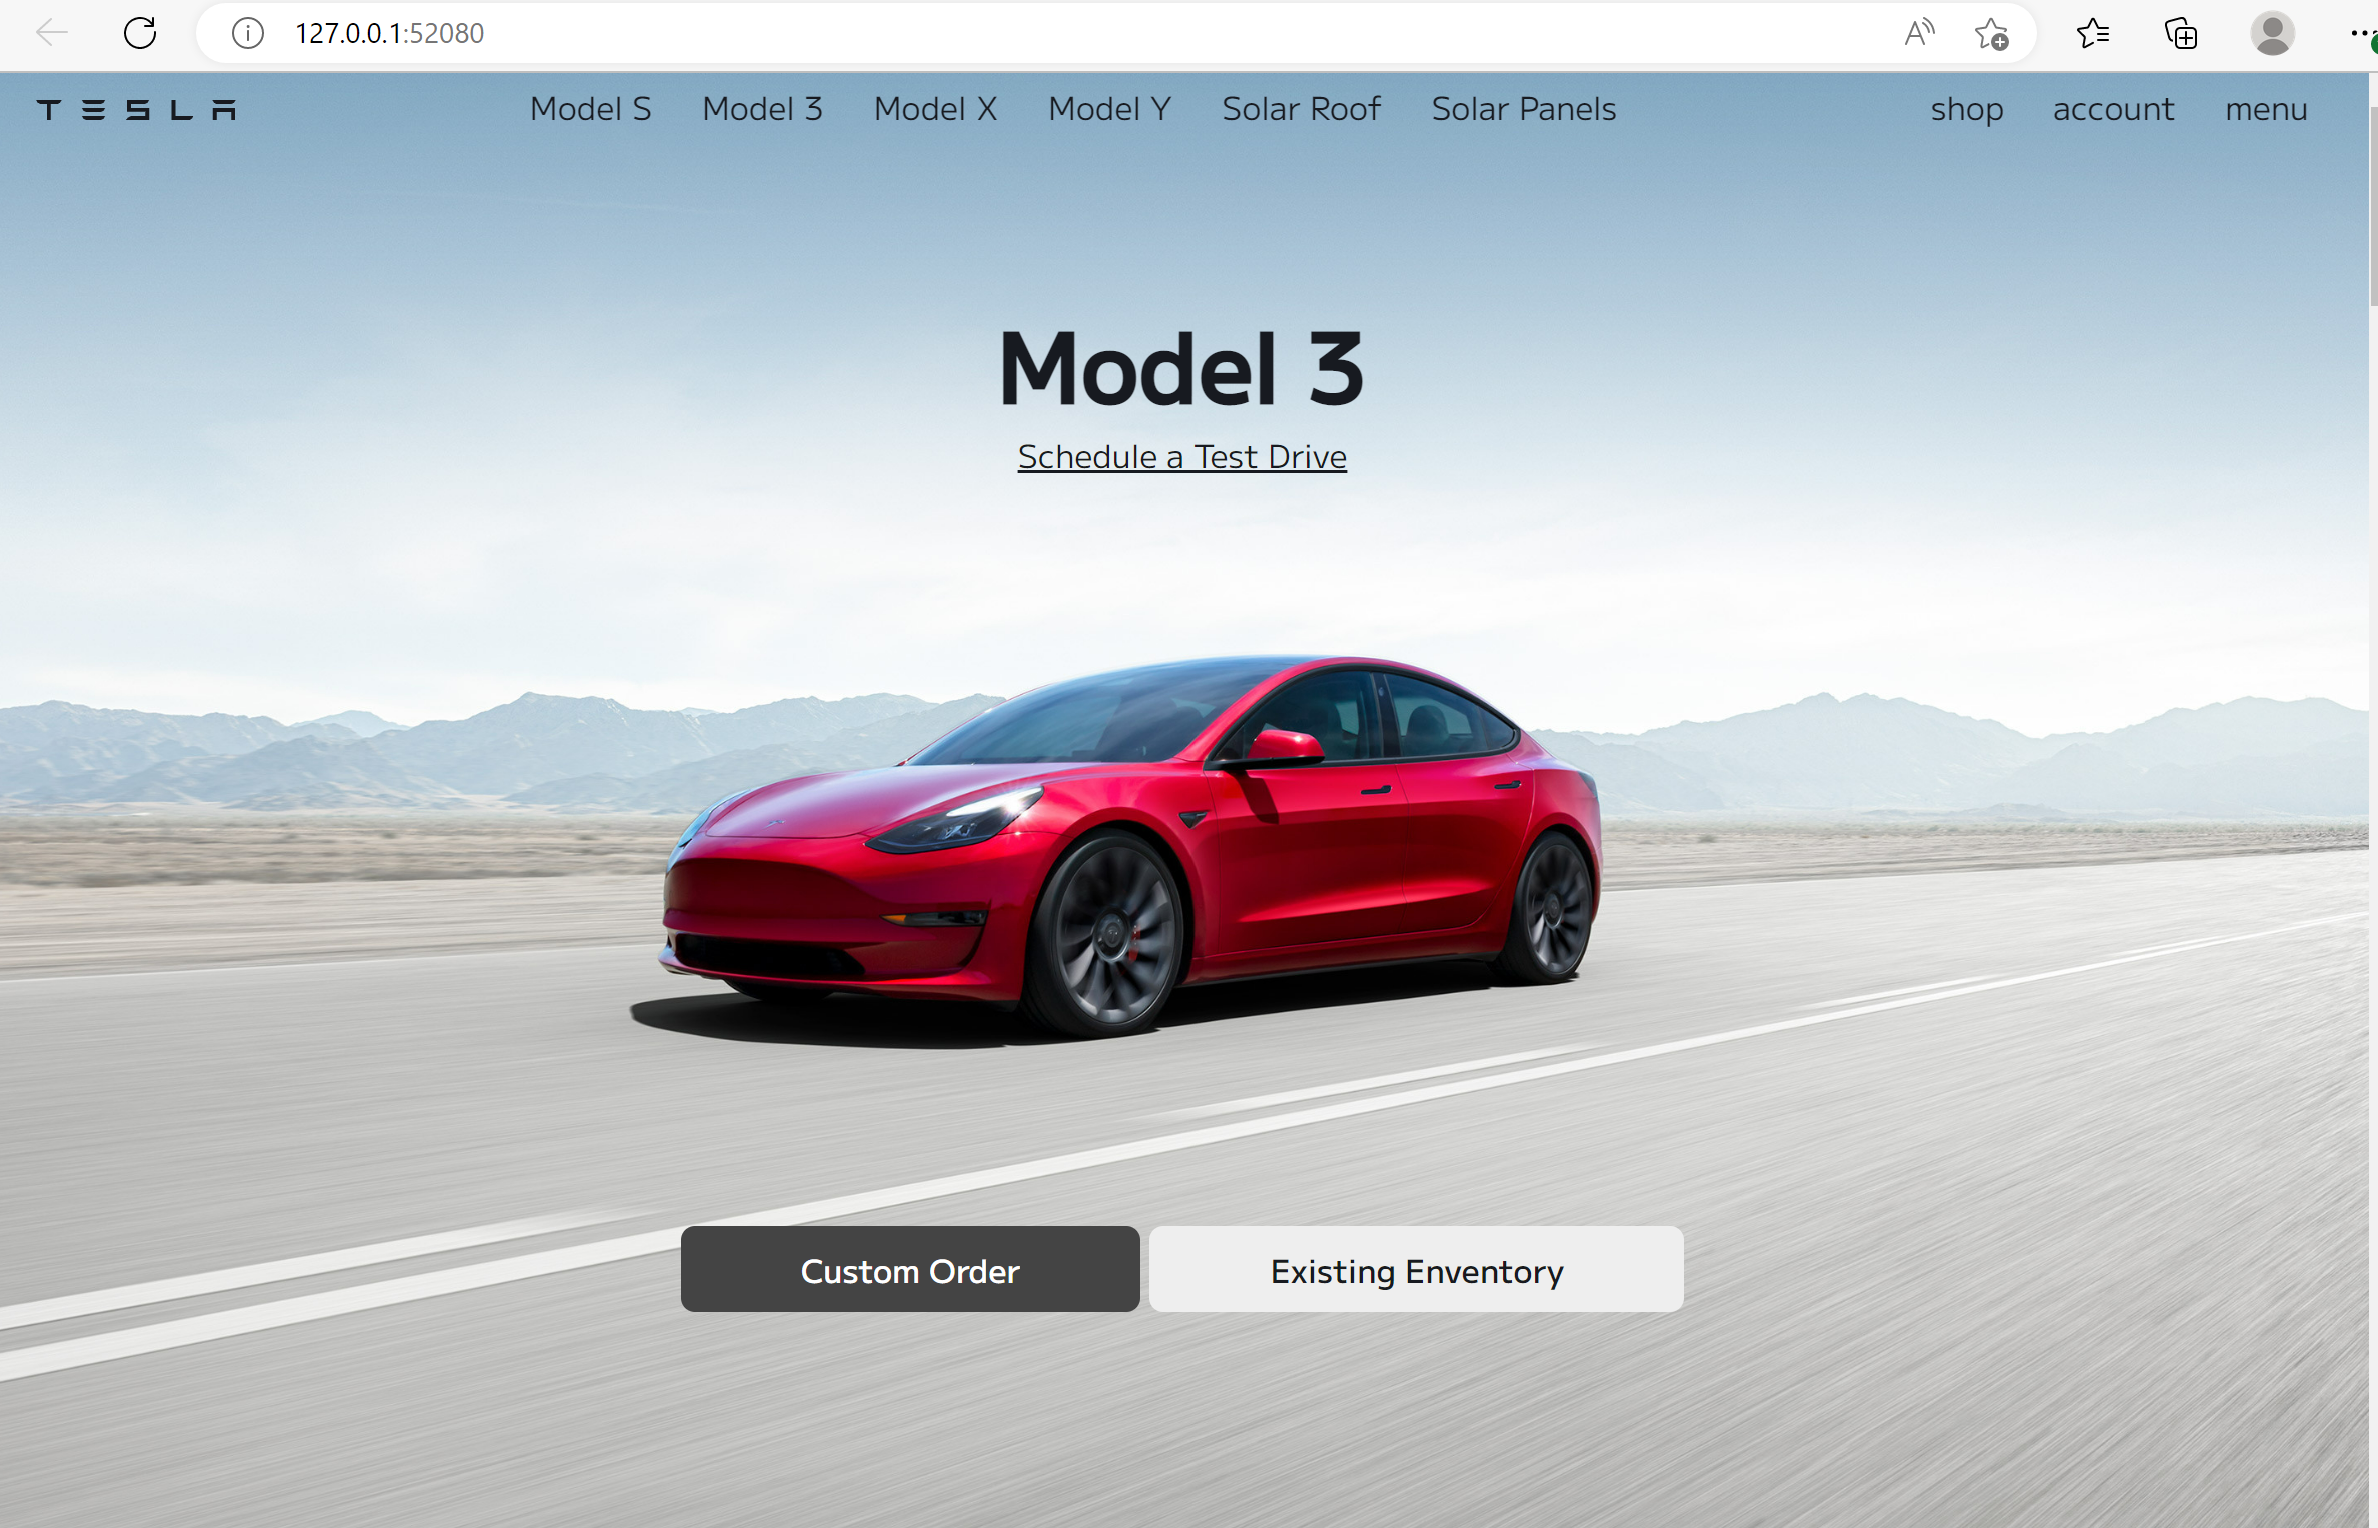 127.0.0.1:52080
TESLA Model S Model 3 Model X Model Y Solar Roof Solar Panels shop account menu
Model 3
Schedule a Test Drive
Custom Order Existing Enventory